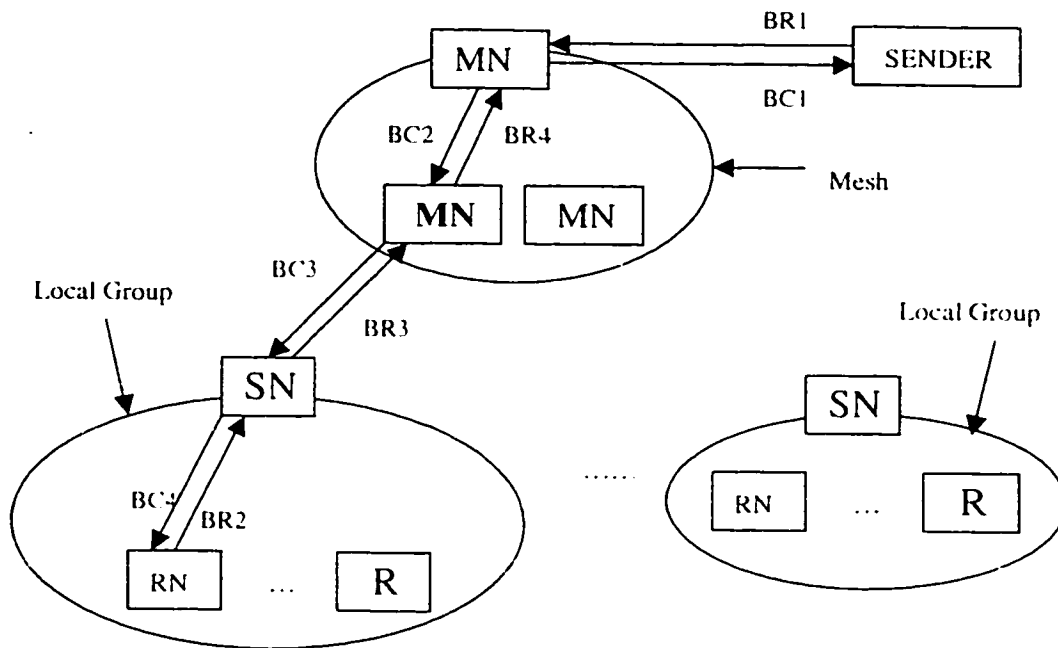 BR1
MN
SENDER
BC1
BC2
BR4
Mesh
MN
MN
BC3
Local Group
BR3
Local Group
SN
SN
BC4
BR2
......
RN
...
R
RN
...
R